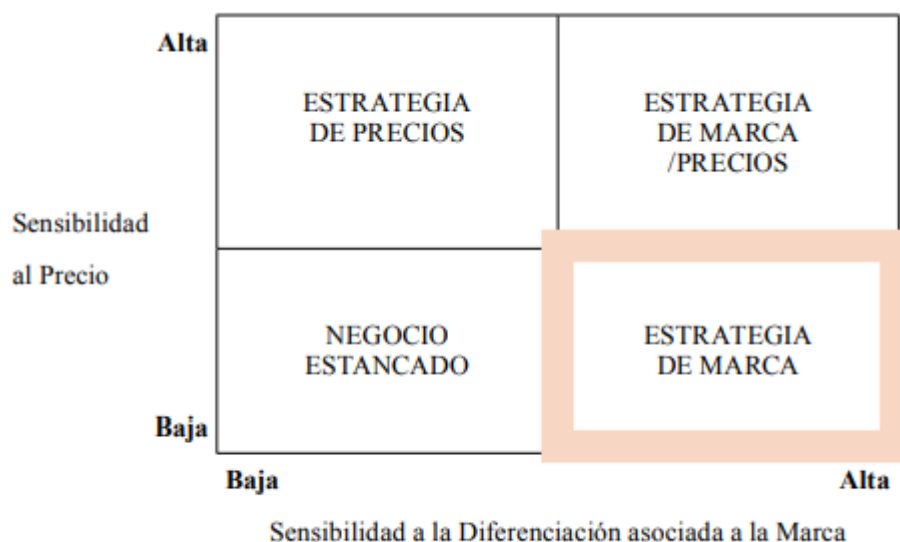 Alta
ESTRATEGIA
DE PRECIOS
ESTRATEGIA
DE MARCA
/PRECIOS
Sensibilidad
al Precio
NEGOCIO
ESTANCADO
ESTRATEGIA
DE MARCA
Baja
Baja
Alta
Sensibilidad a la Diferenciación asociada a la Marca